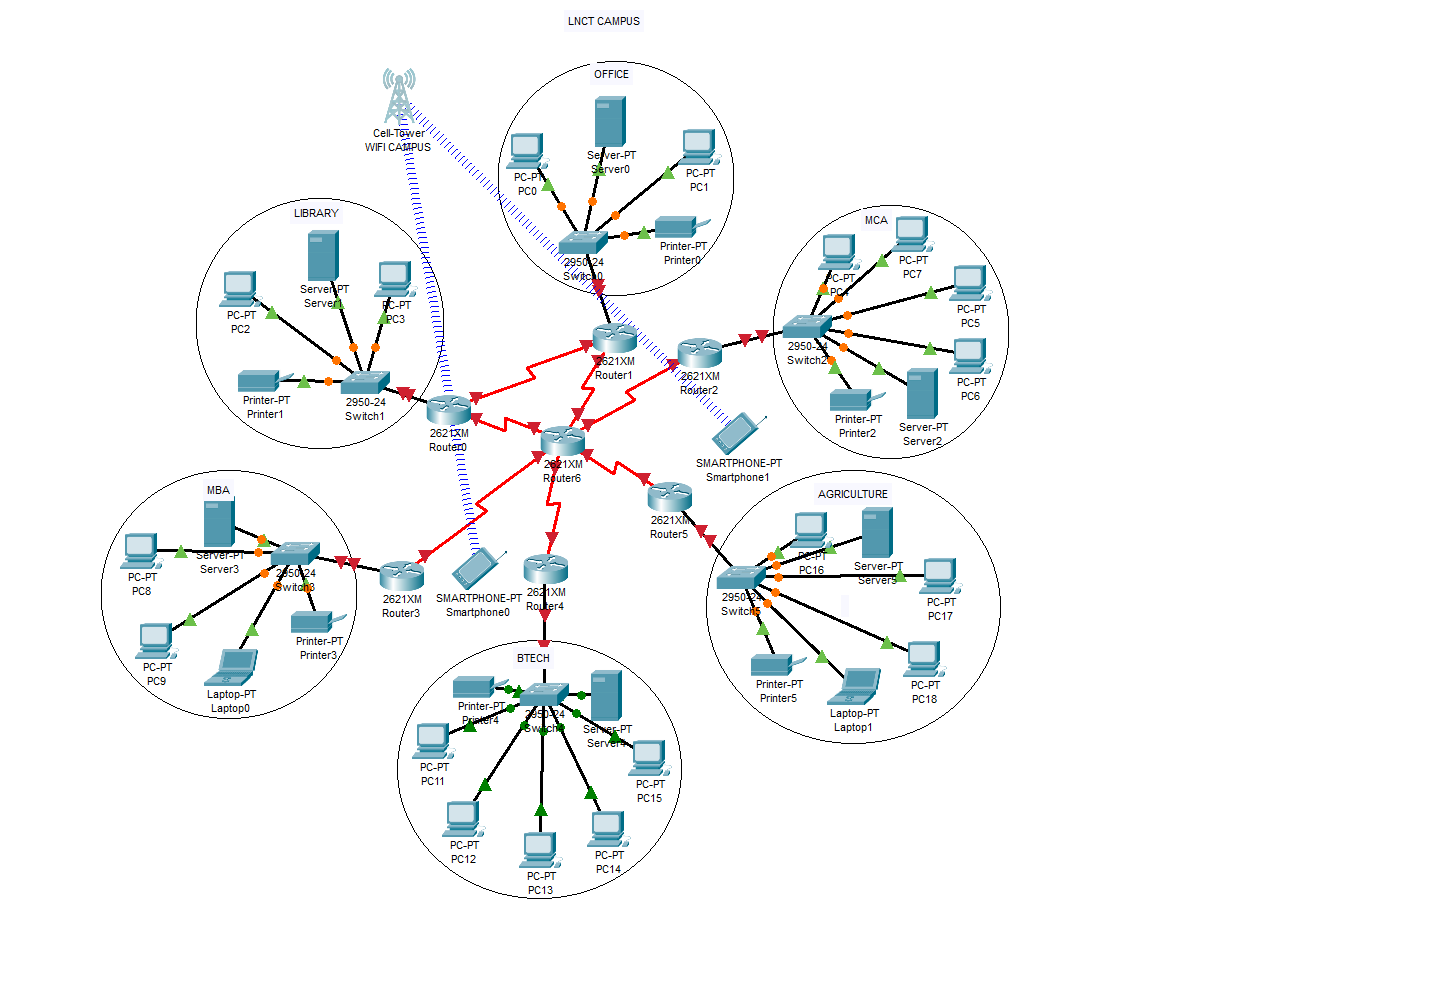 LNCT CAMPUS
Cell-Tower
WIFI CAMPUS
OFFICE
PC-PT
PC0
Server-PT
Server0
PC-PT
PC1
Printer-PT
Printer0
2950-24
Switch0
LIBRARY
Server-PT
Server1
PC-PT
PC2
PC-PT
PC3
Printer-PT
Printer1
2950-24
Switch1
MCA
PC-PT
PC4
PC-PT
PC7
PC-PT
PC5
PC-PT
PC6
2950-24
Switch2
Printer-PT
Printer2
Server-PT
Server2
2621XM
Router1
2621XM
Router2
2621XM
Router0
2621XM
Router6
SMARTPHONE-PT
Smartphone1
2621XM
Router5
MBA
Server-PT
Server3
PC-PT
PC8
2950-24
Switch3
PC-PT
PC9
Printer-PT
Printer3
Laptop-PT
Laptop0
2621XM
Router3
SMARTPHONE-PT
Smartphone0
2621XM
Router4
AGRICULTURE
PC-PT
PC16
Server-PT
Server5
2950-24
Switch5
PC-PT
PC17
PC-PT
PC18
Printer-PT
Printer5
Laptop-PT
Laptop1
BTECH
Printer-PT
Printer4
2950-24
Switch4
Server-PT
Server4
PC-PT
PC11
PC-PT
PC15
PC-PT
PC12
PC-PT
PC13
PC-PT
PC14